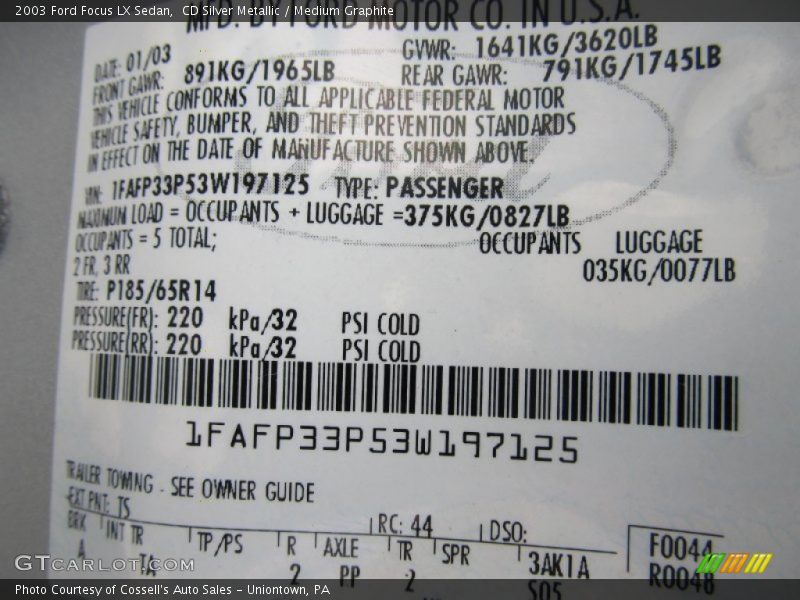 2003 Ford Focus LX Sedan,  CD Silver Metallic / Medium Graphite
MFD. BY FORD MOTOR CO. IN U.S.A.
DATE: 01/03 GVWR: 1641KG/3620LB
FRONT GAWR: 891KG/1965LB REAR GAWR: 791KG/1745LB
THIS VEHICLE CONFORMS TO ALL APPLICABLE FEDERAL MOTOR
VEHICLE SAFETY, BUMPER, AND THEFT PREVENTION STANDARDS
IN EFFECT ON THE DATE OF MANUFACTURE SHOWN ABOVE.
VIN: 1FAFP33P53W197125 TYPE: PASSENGER
MAXIMUM LOAD = OCCUPANTS + LUGGAGE =375KG/0827LB
OCCUPANTS = 5 TOTAL; OCCUPANTS LUGGAGE
2 FR, 3 RR 035KG/0077LB
TIRE: P185/65R14
PRESSURE(FR): 220 kPa/32 PSI COLD
PRESSURE(RR): 220 kPa/32 PSI COLD
1FAFP33P53W197125
TRAILER TOWING - SEE OWNER GUIDE
EXT PNT: TS RC: 44 DSO:
BRK INT TR TP/PS R AXLE TR SPR 3AK1A F0044
A TA 2 PP 2 S05 R0048
GTCARLOT.COM
Photo Courtesy of Cossell's Auto Sales - Uniontown, PA